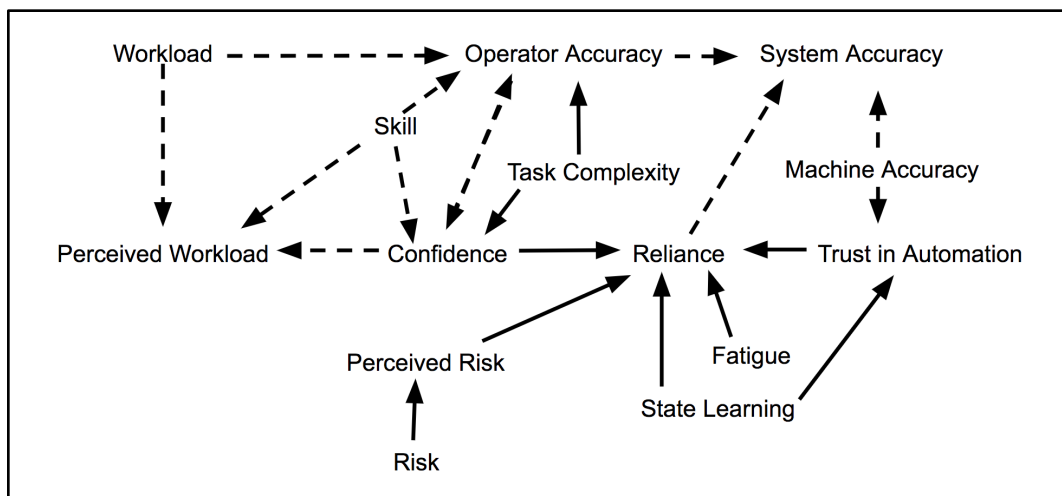 Workload
Operator Accuracy
System Accuracy
Skill
Task Complexity
Machine Accuracy
Perceived Workload
Confidence
Reliance
Trust in Automation
Perceived Risk
Fatigue
State Learning
Risk